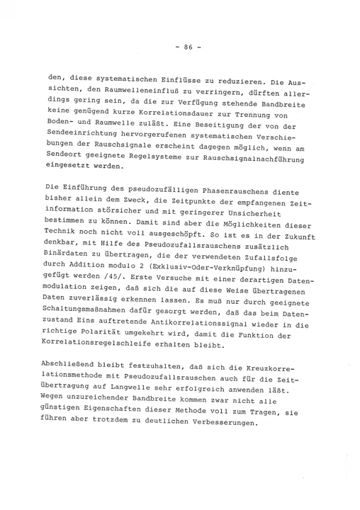 - 86 -
den, diese systematischen Einflüsse zu reduzieren. Die Aus-
sichten, den Raumwelleneinfluß zu verringern, dürften aller-
dings gering sein, da die zur Verfügung stehende Bandbreite
keine genügend kurze Korrelationsdauer zur Trennung von
Boden- und Raumwelle zuläßt. Eine Beseitigung der von der
Sendeeinrichtung hervorgerufenen systematischen Verschie-
bungen der Rauschsignale erscheint dagegen möglich, wenn am
Sendeort geeignete Regelsysteme zur Rauschsignalnachführung
eingesetzt werden.
Die Einführung des pseudozufälligen Phasenrauschens diente
bisher allein dem Zweck, die Zeitpunkte der empfangenen Zeit-
information störsicher und mit geringerer Unsicherheit
bestimmen zu können. Damit sind aber die Möglichkeiten dieser
Technik noch nicht voll ausgeschöpft. So ist es in der Zukunft
denkbar, mit Hilfe des Pseudozufallsrauschens zusätzlich
Binärdaten zu übertragen, die der verwendeten Zufallsfolge
durch Addition modulo 2 (Exklusiv-Oder-Verknüpfung) hinzu-
gefügt werden /45/. Erste Versuche mit einer derartigen Daten-
modulation zeigen, daß sich die auf diese Weise übertragenen
Daten zuverlässig erkennen lassen. Es muß nur durch geeignete
Schaltungsmaßnahmen dafür gesorgt werden, daß das beim Daten-
zustand Eins auftretende Antikorrelationssignal wieder in die
richtige Polarität umgekehrt wird, damit die Funktion der
Korrelationsregelschleife erhalten bleibt.
Abschließend bleibt festzuhalten, daß sich die Kreuzkorre-
lationsmethode mit Pseudozufallsrauschen auch für die Zeit-
übertragung auf Langwelle sehr erfolgreich anwenden läßt.
Wegen unzureichender Bandbreite kommen zwar nicht alle
günstigen Eigenschaften dieser Methode voll zum Tragen, sie
führen aber trotzdem zu deutlichen Verbesserungen.